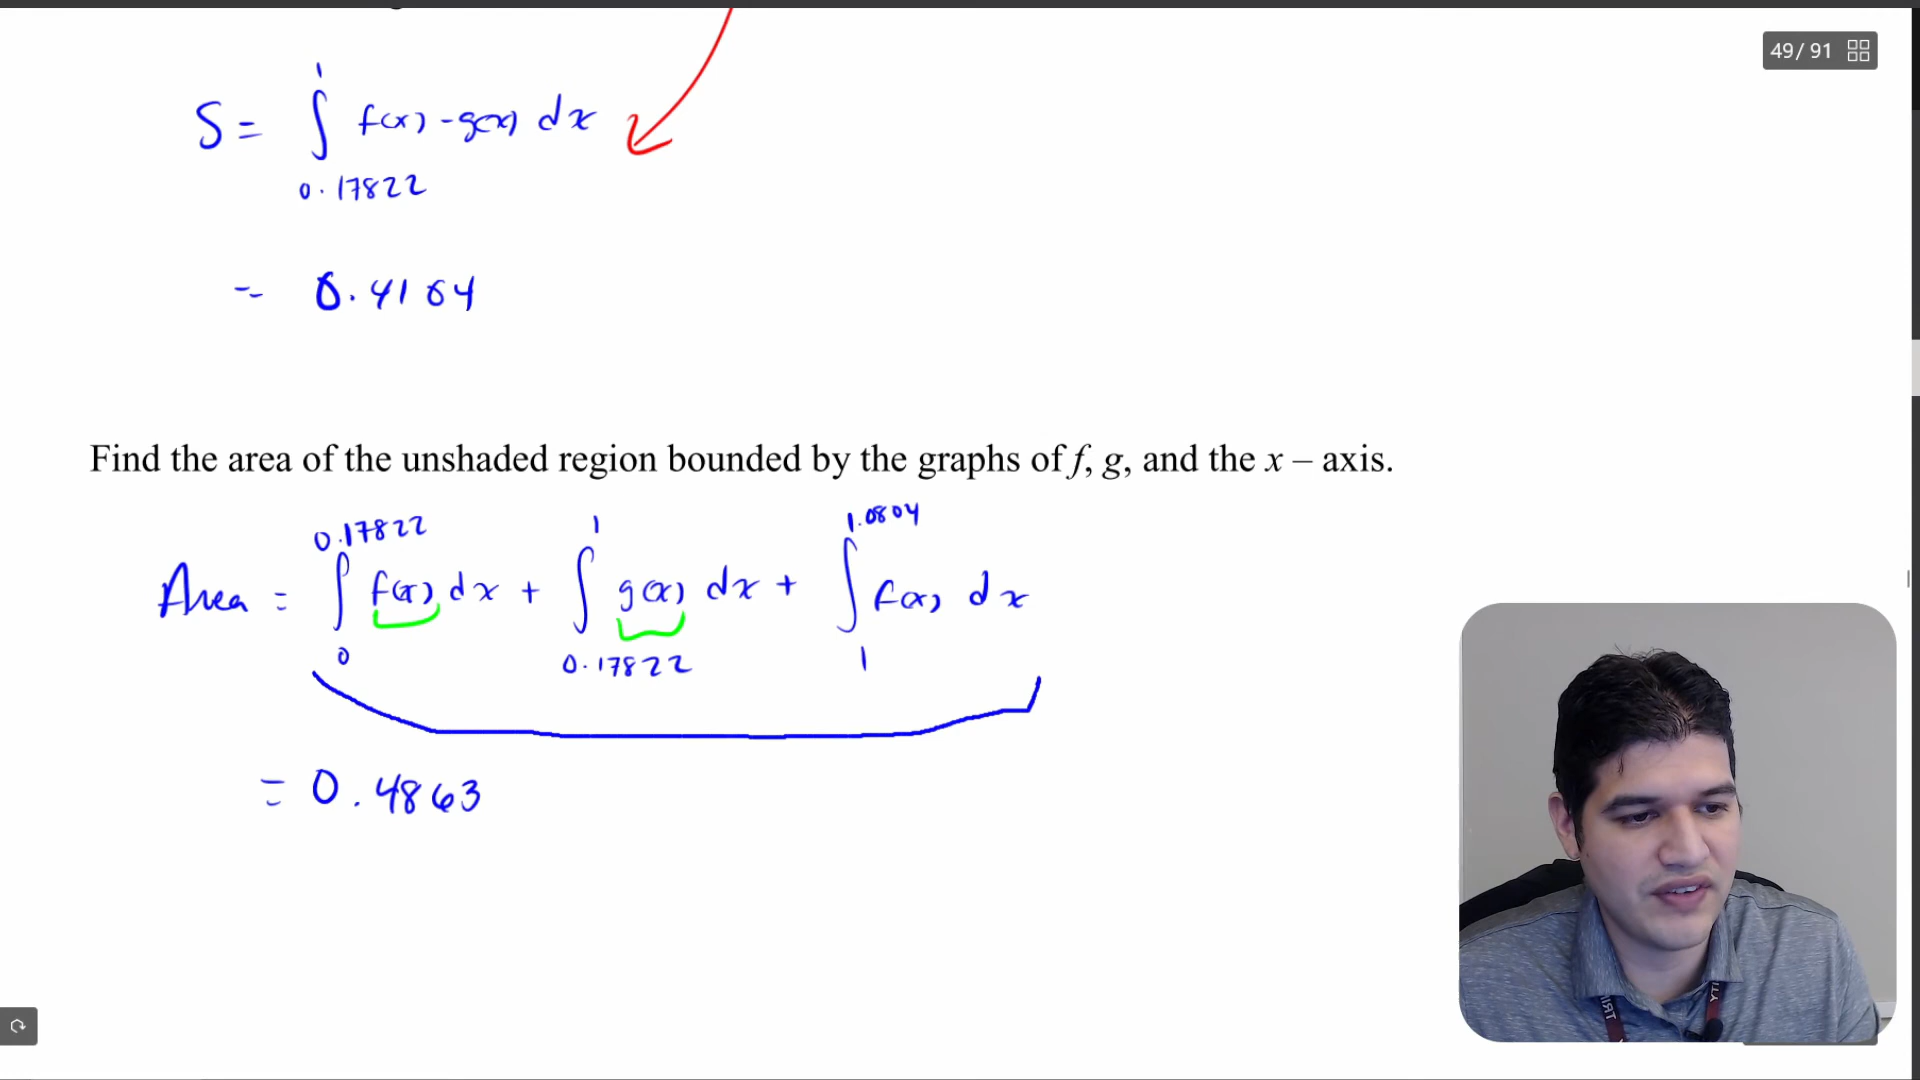 49/ 91
1
S = ∫ f(x) - g(x) dx
0.17822
= 0.4164
Find the area of the unshaded region bounded by the graphs of f, g, and the x – axis.
0.17822 1 1.0804
Area = ∫ f(x) dx + ∫ g(x) dx + ∫ f(x) dx
0 0.17822 1
= 0.4863